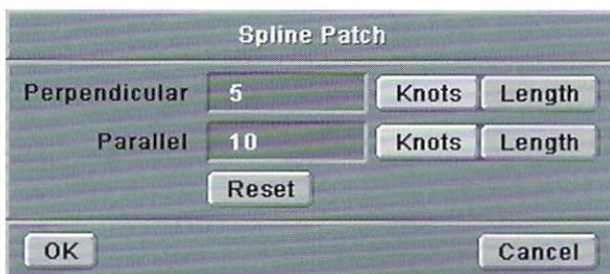 Spline Patch
Perpendicular 5 Knots Length
Parallel 10 Knots Length
Reset
OK Cancel